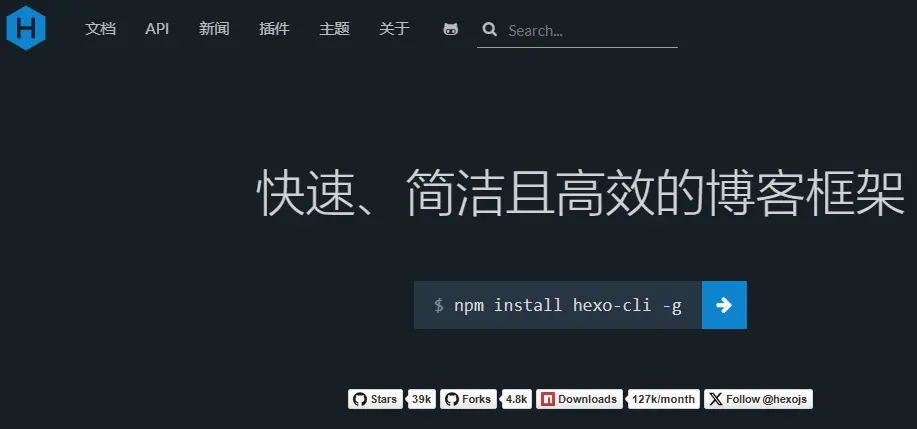 H 文档 API 新闻 插件 主题 关于 Search...
快速、简洁且高效的博客框架
$ npm install hexo-cli -g
Stars 39k Forks 4.8k Downloads 127k/month X Follow @hexojs